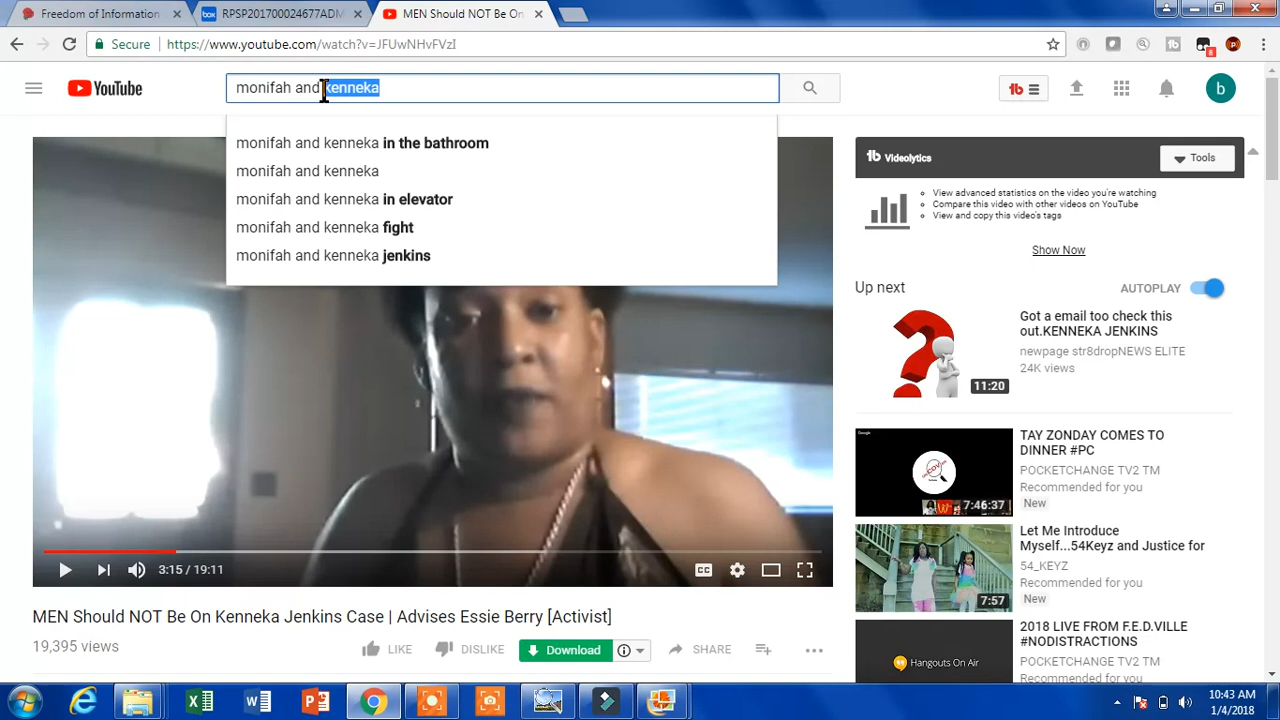 Freedom of Information
RPSP201700024677ADM
MEN Should NOT Be On
Secure
https://www.youtube.com/watch?v=JFUwNHvFVzI
8
YouTube
monifah and kenneka
b
monifah and kenneka in the bathroom
monifah and kenneka
monifah and kenneka in elevator
monifah and kenneka fight
monifah and kenneka jenkins
Videolytics
Tools
View advanced statistics on the video you're watching
Compare this video with other videos on YouTube
View and copy this video's tags
Show Now
Up next
AUTOPLAY
Got a email too check this
out.KENNEKA JENKINS
newpage str8dropNEWS ELITE
24K views
11:20
TAY ZONDAY COMES TO
DINNER #PC
POCKETCHANGE TV2 TM
Recommended for you
New
7:46:37
Let Me Introduce
Myself...54Keyz and Justice for
54_KEYZ
Recommended for you
New
7:57
2018 LIVE FROM F.E.D.VILLE
#NODISTRACTIONS
POCKETCHANGE TV2 TM
Recommended for you
Hangouts On Air
3:15 / 19:11
CC
MEN Should NOT Be On Kenneka Jenkins Case | Advises Essie Berry [Activist]
19,395 views
LIKE
DISLIKE
Download
SHARE
10:43 AM
1/4/2018